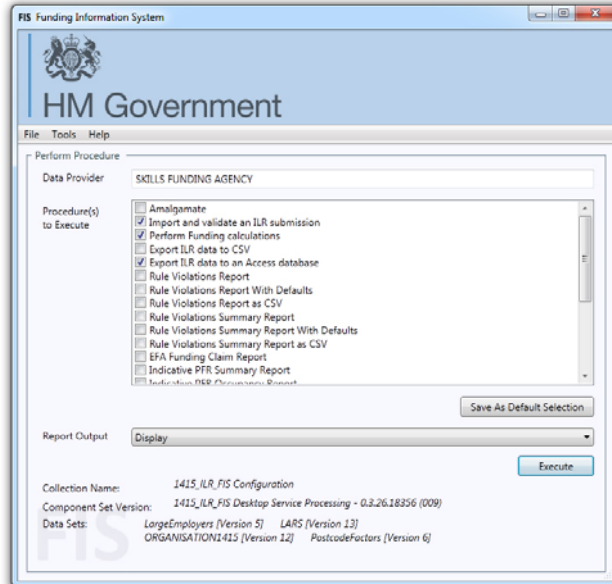 FIS Funding Information System
HM Government
File Tools Help
Perform Procedure
Data Provider SKILLS FUNDING AGENCY
Procedure(s) to Execute
Amalgamate
Import and validate an ILR submission
Perform Funding calculations
Export ILR data to CSV
Export ILR data to an Access database
Rule Violations Report
Rule Violations Report With Defaults
Rule Violations Report as CSV
Rule Violations Summary Report
Rule Violations Summary Report With Defaults
Rule Violations Summary Report as CSV
EFA Funding Claim Report
Indicative PFR Summary Report
Indicative PFR Occupancy Report
Save As Default Selection
Report Output Display
Execute
Collection Name: 1415_ILR_FIS Configuration
Component Set Version: 1415_ILR_FIS Desktop Service Processing - 0.3.26.18356 (009)
Data Sets: LargeEmployers [Version 5] LARS [Version 13]
ORGANISATION1415 [Version 12] PostcodeFactors [Version 6]
FIS